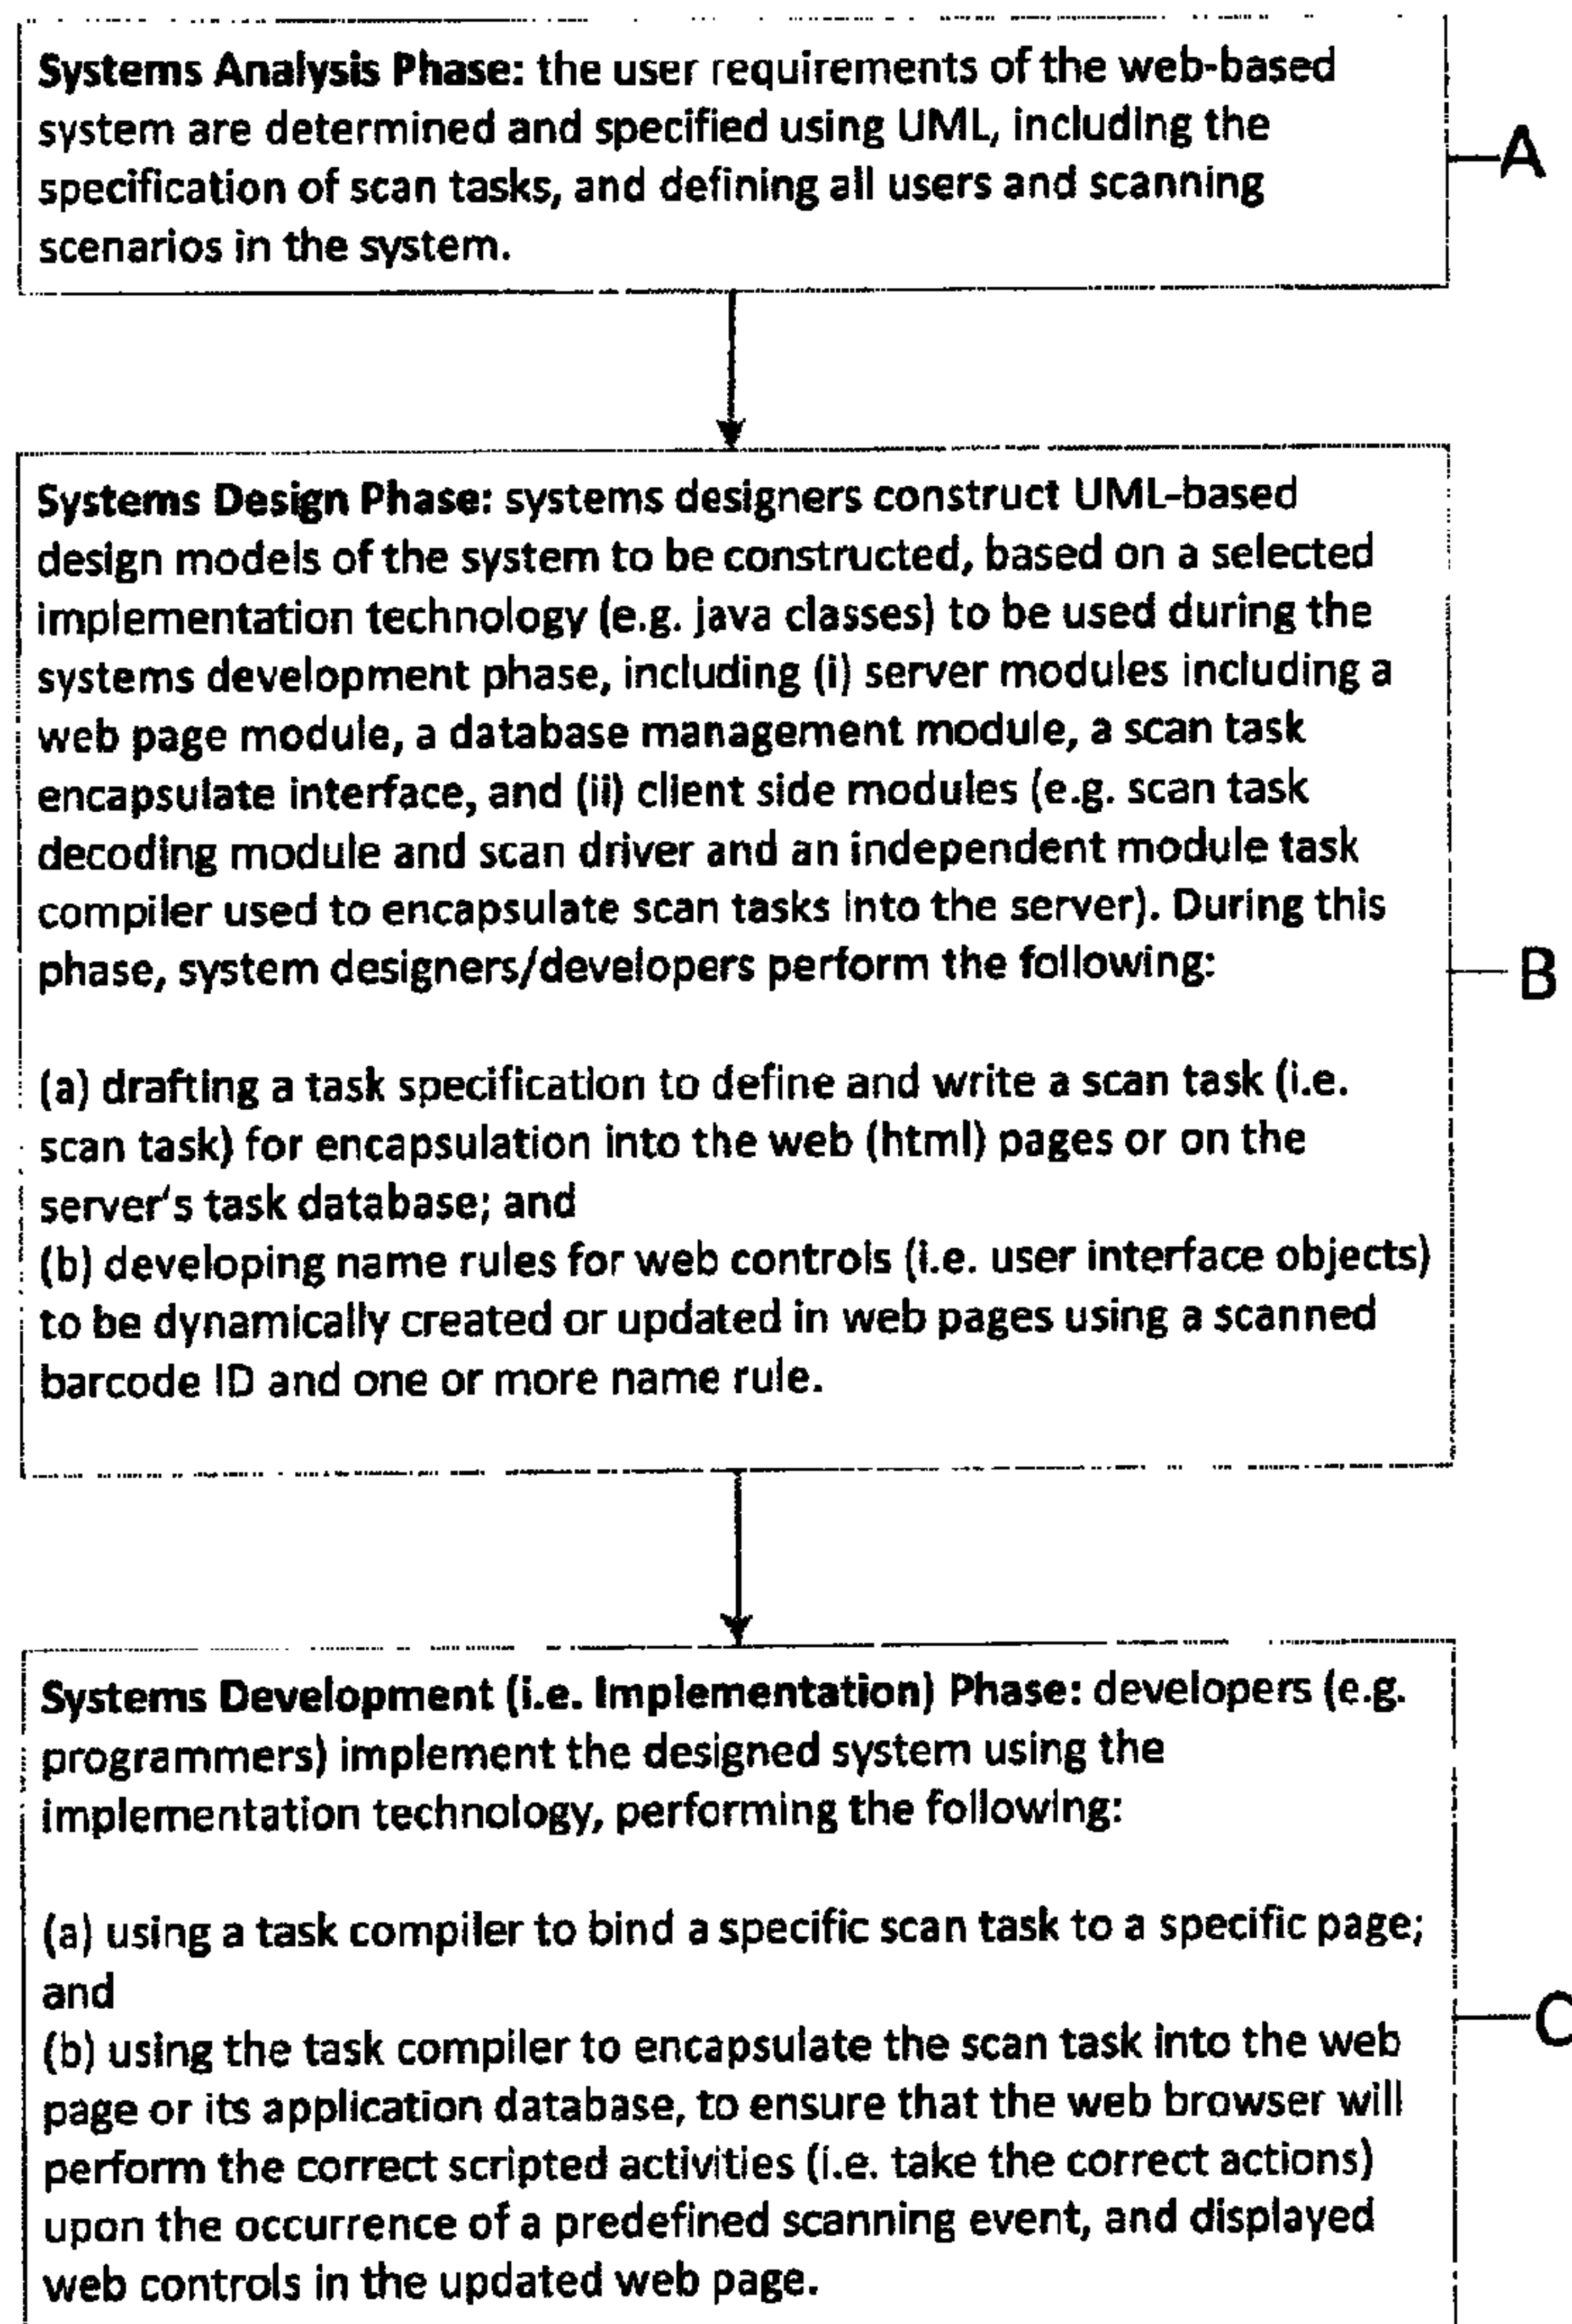 Systems Analysis Phase: the user requirements of the web-based
system are determined and specified using UML, including the
specification of scan tasks, and defining all users and scanning
scenarios in the system.
A
Systems Design Phase: systems designers construct UML-based
design models of the system to be constructed, based on a selected
implementation technology (e.g. java classes) to be used during the
systems development phase, including (i) server modules including a
web page module, a database management module, a scan task
encapsulate interface, and (ii) client side modules (e.g. scan task
decoding module and scan driver and an independent module task
compiler used to encapsulate scan tasks into the server). During this
phase, system designers/developers perform the following:
(a) drafting a task specification to define and write a scan task (i.e.
scan task) for encapsulation into the web (html) pages or on the
server's task database; and
(b) developing name rules for web controls (i.e. user interface objects)
to be dynamically created or updated in web pages using a scanned
barcode ID and one or more name rule.
B
Systems Development (i.e. Implementation) Phase: developers (e.g.
programmers) implement the designed system using the
implementation technology, performing the following:
(a) using a task compiler to bind a specific scan task to a specific page;
and
(b) using the task compiler to encapsulate the scan task into the web
page or its application database, to ensure that the web browser will
perform the correct scripted activities (i.e. take the correct actions)
upon the occurrence of a predefined scanning event, and displayed
web controls in the updated web page.
C